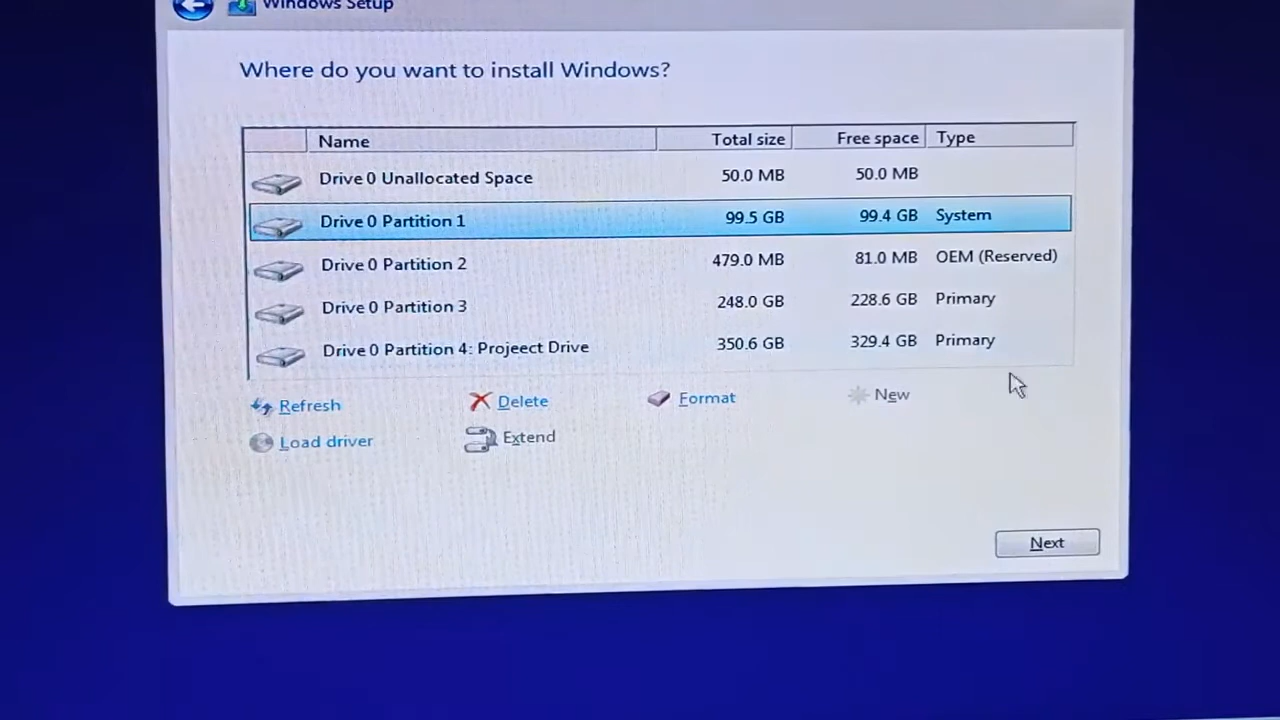 Windows Setup
Where do you want to install Windows?
Name Total size Free space Type
Drive 0 Unallocated Space 50.0 MB 50.0 MB
Drive 0 Partition 1 99.5 GB 99.4 GB System
Drive 0 Partition 2 479.0 MB 81.0 MB OEM (Reserved)
Drive 0 Partition 3 248.0 GB 228.6 GB Primary
Drive 0 Partition 4: Projeect Drive 350.6 GB 329.4 GB Primary
Refresh Delete Format New
Load driver Extend
Next